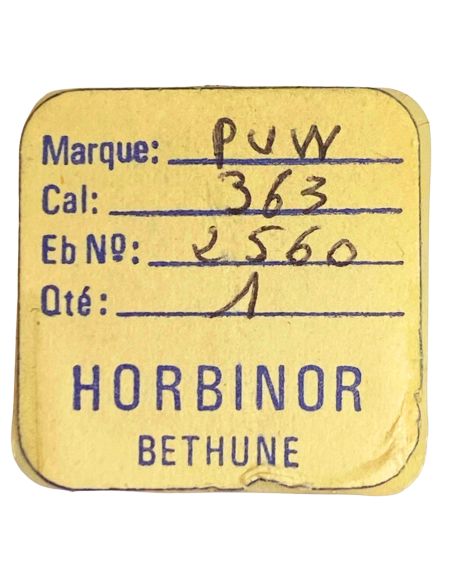 Marque: PUW
Cal: 363
Eb Nº: 2560
Qté: 1
HORBINOR
BETHUNE